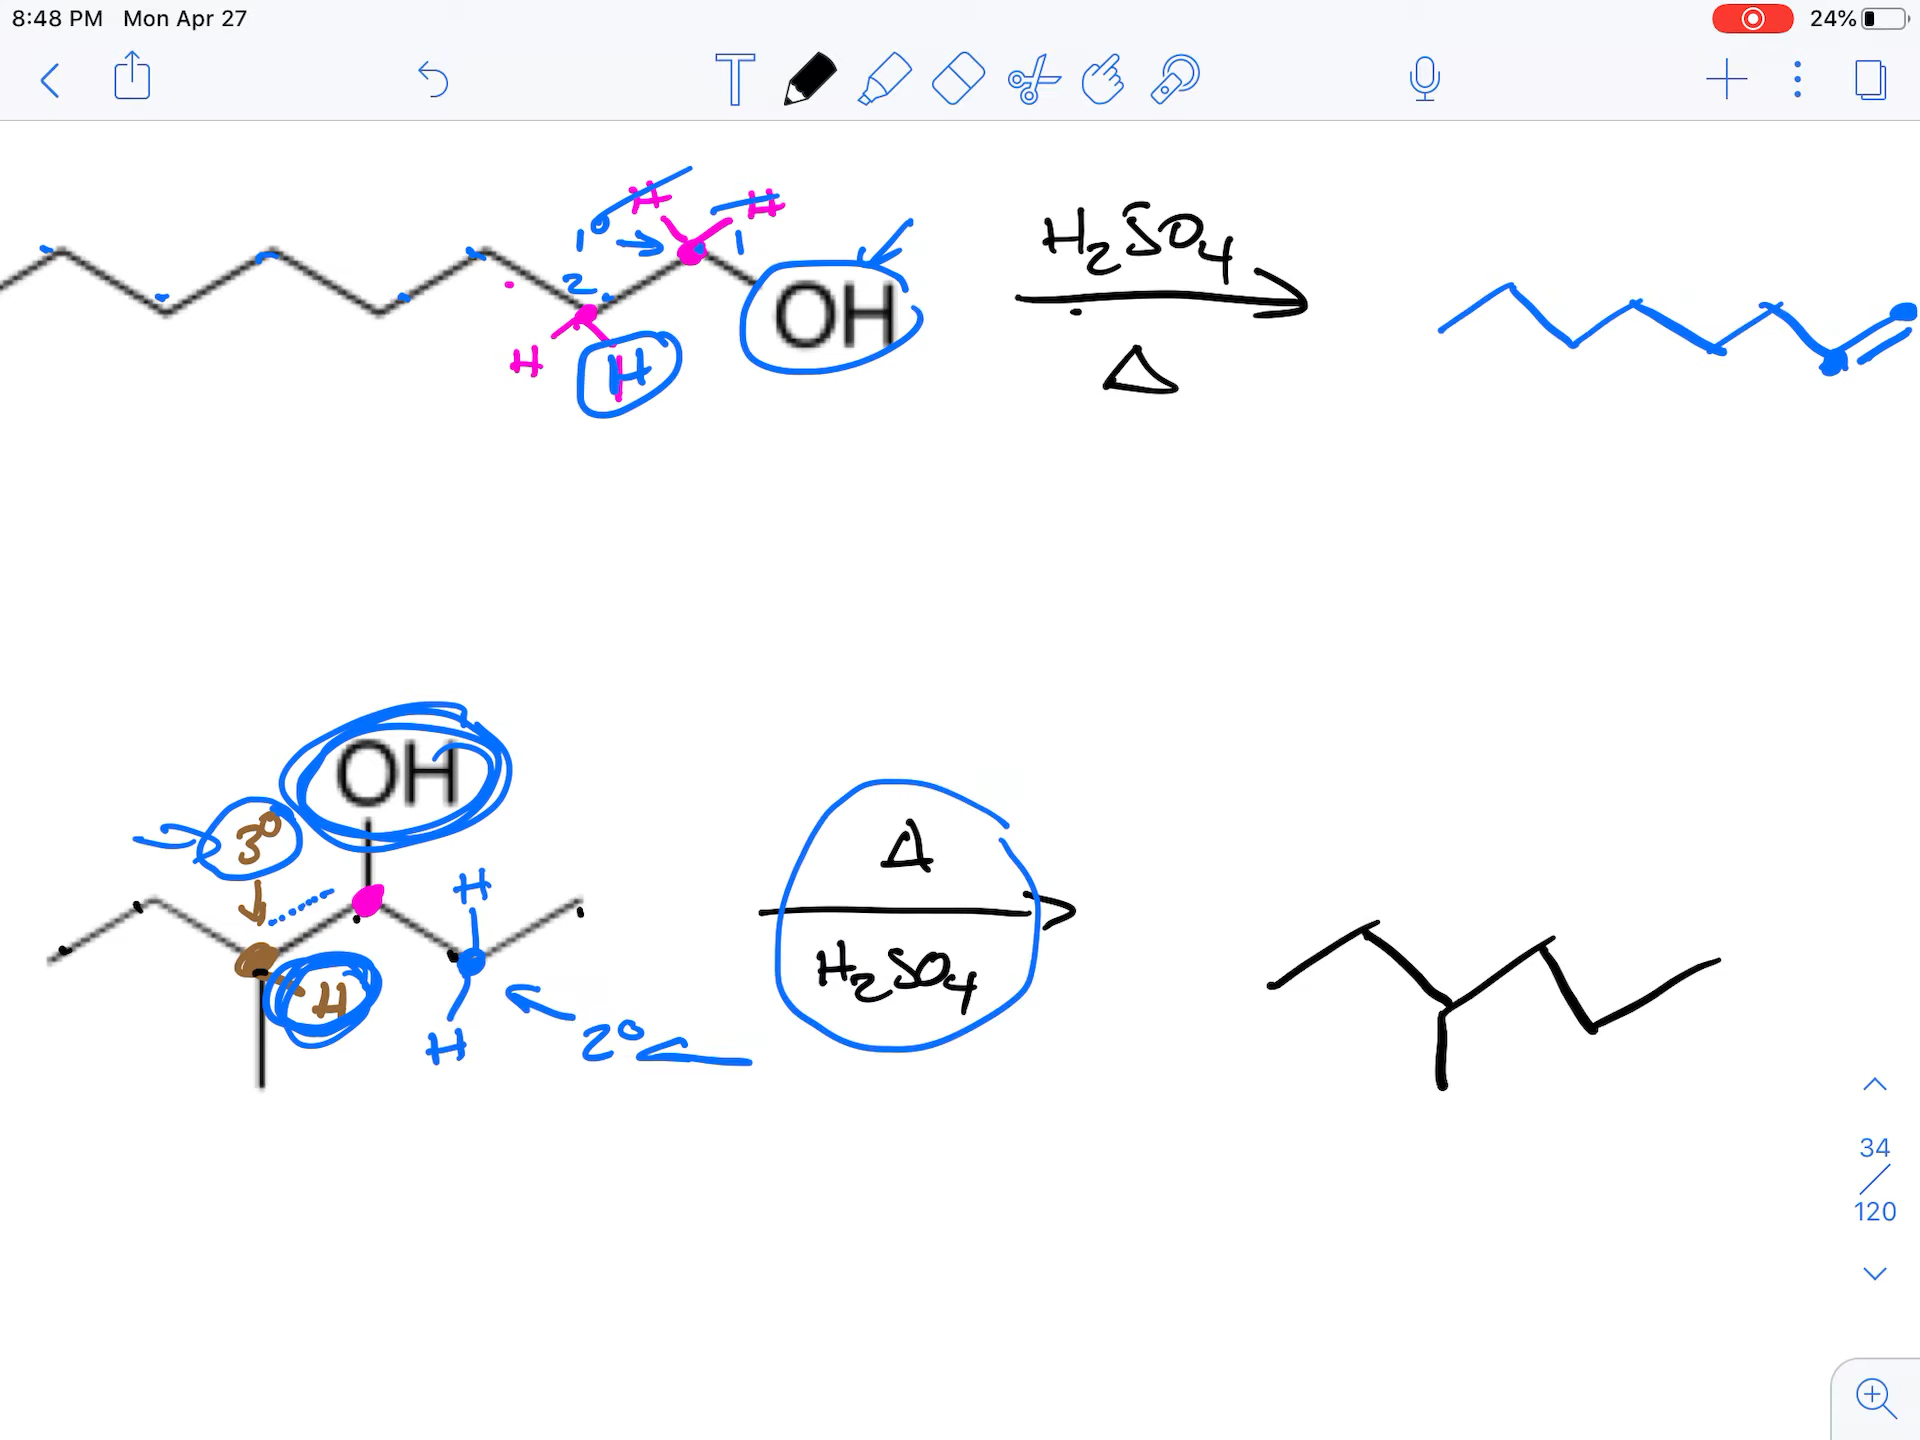 8:48 PM Mon Apr 27
24%
T
H H
1° 1
2
OH
H H
H₂SO₄
Δ
OH
3°
H
H
H
2°
Δ
H₂SO₄
34
120